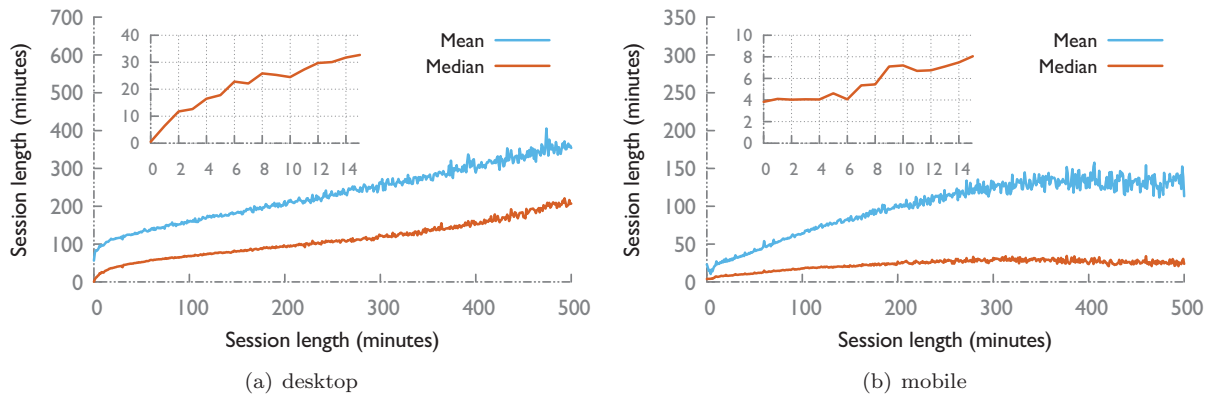 700
600
500
400
300
200
100
0
Session length (minutes)
40
30
20
10
0
0 2 4 6 8 10 12 14
Mean
Median
0 100 200 300 400 500
Session length (minutes)
(a) desktop
350
300
250
200
150
100
50
0
Session length (minutes)
10
8
6
4
2
0
0 2 4 6 8 10 12 14
Mean
Median
0 100 200 300 400 500
Session length (minutes)
(b) mobile